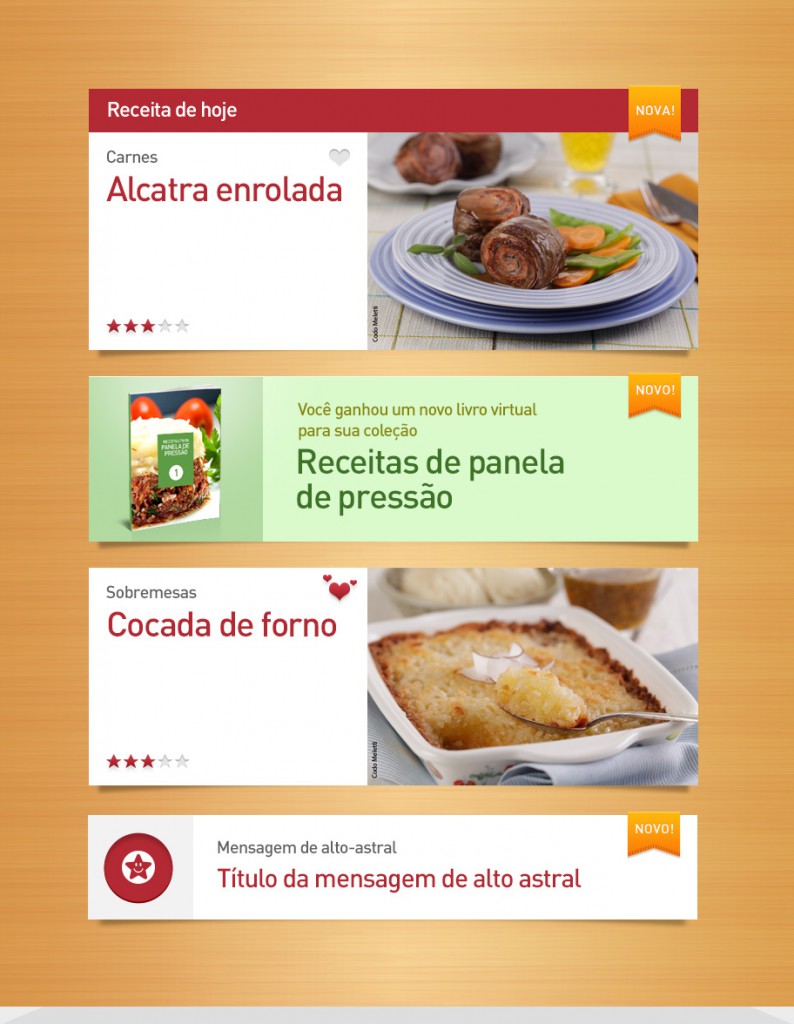 Receita de hoje
NOVA!
Carnes
Alcatra enrolada
Codo Meletti
NOVO!
Você ganhou um novo livro virtual
para sua coleção
Receitas de panela
de pressão
RECEITAS PARA
PANELA DE
PRESSÃO
1
Sobremesas
Cocada de forno
Codo Meletti
NOVO!
Mensagem de alto-astral
Título da mensagem de alto astral